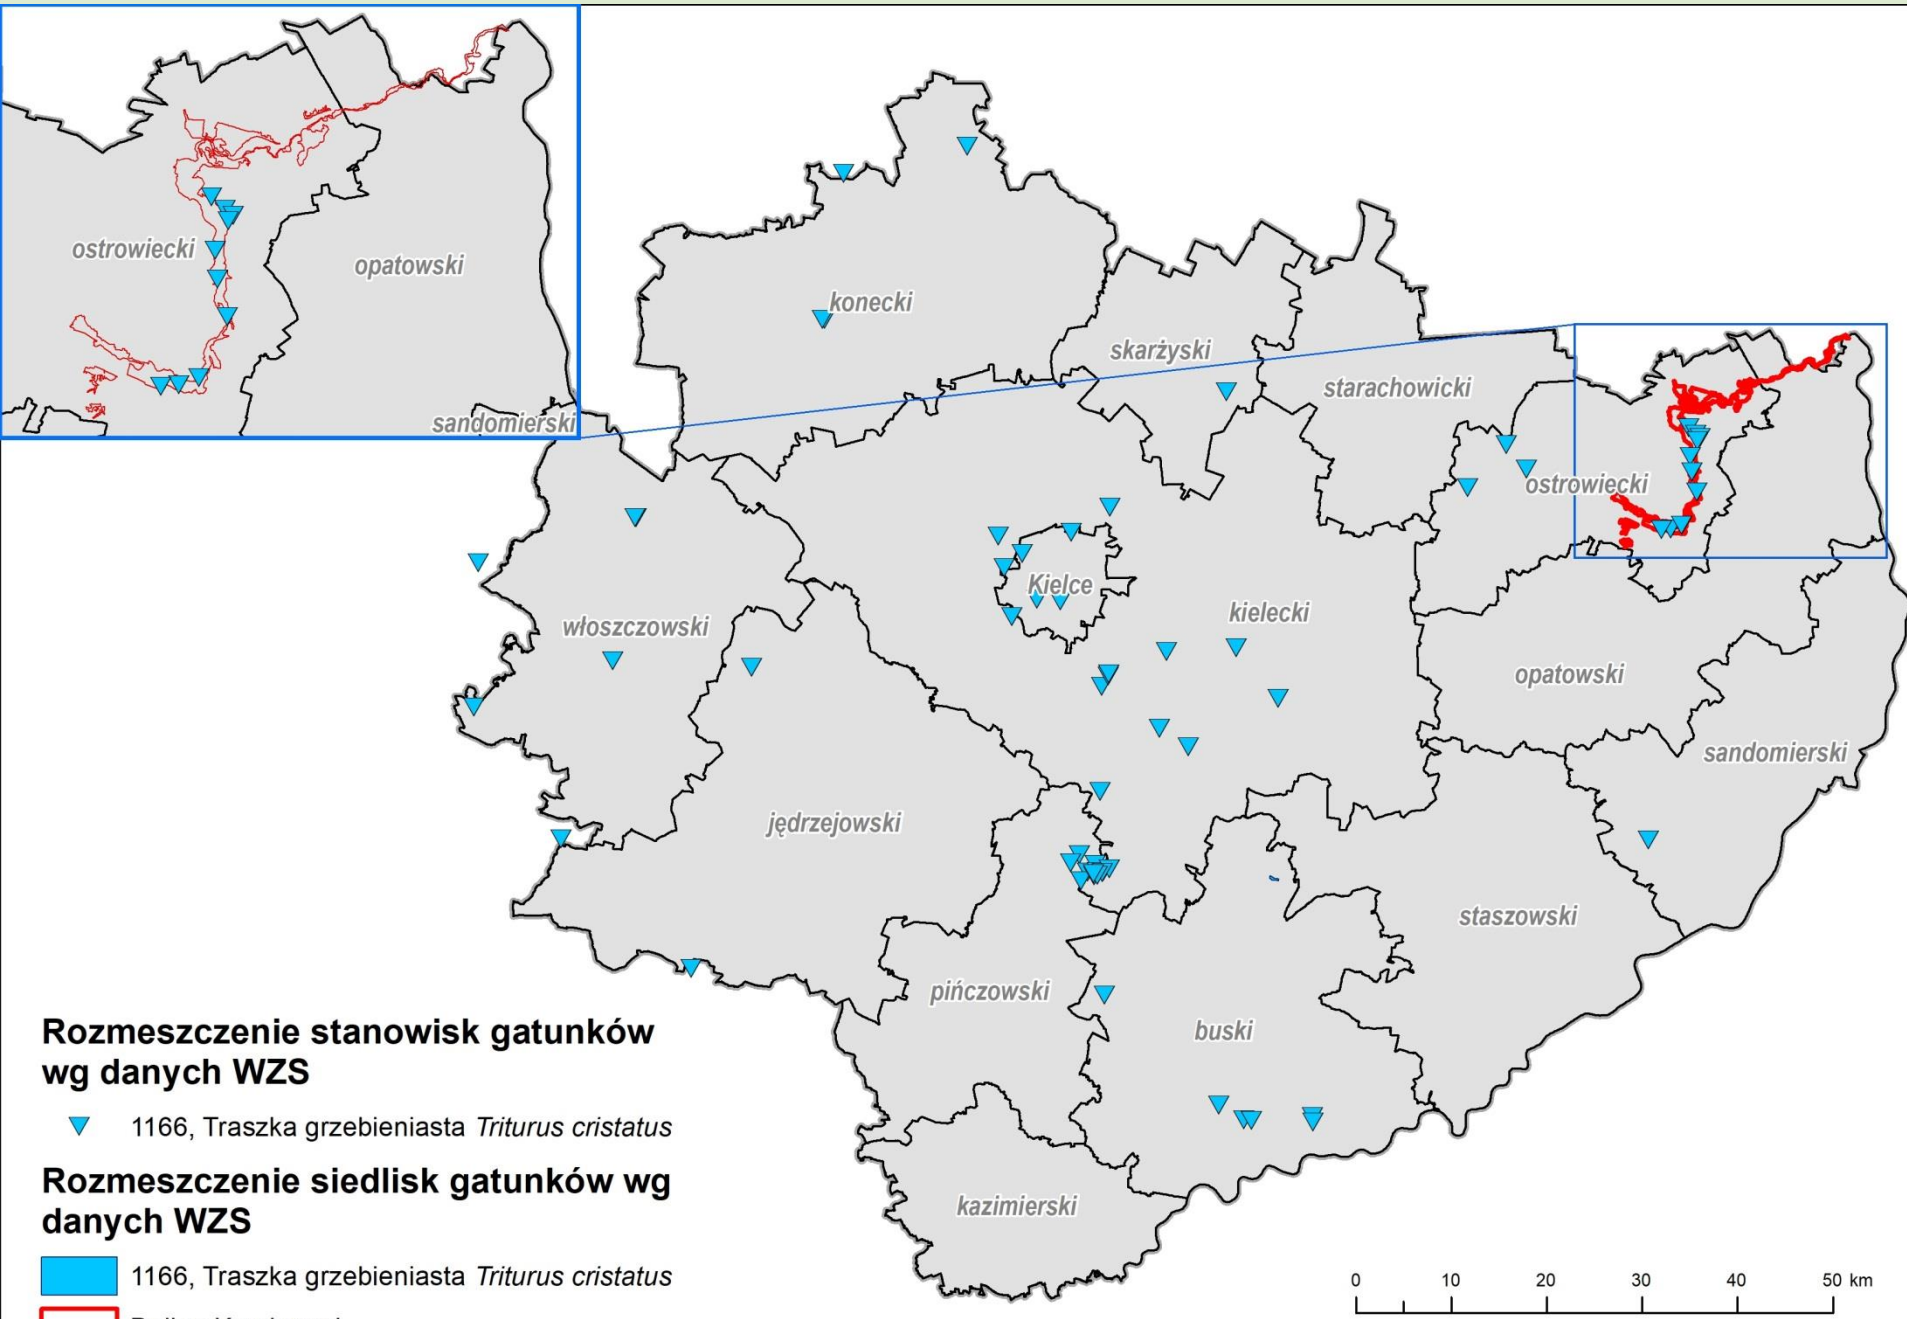 ostrowiecki
opatowski
sandomierski
konecki
skarżyski
starachowicki
ostrowiecki
Kielce
kielecki
włoszczowski
opatowski
sandomierski
jędrzejowski
staszowski
pińczowski
buski
kazimierski
Rozmeszczenie stanowisk gatunków
wg danych WZS
1166, Traszka grzebieniasta Triturus cristatus
Rozmeszczenie siedlisk gatunków wg
danych WZS
1166, Traszka grzebieniasta Triturus cristatus
0 10 20 30 40 50 km